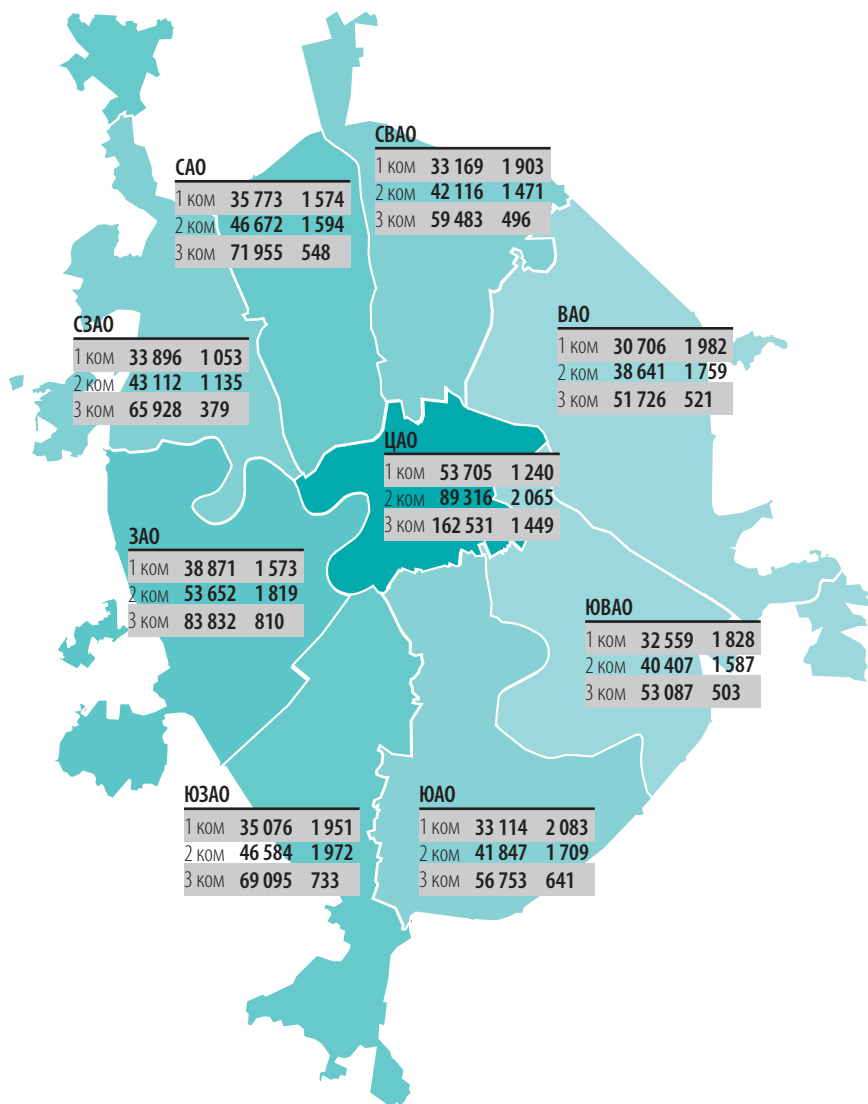 СВАО
1 ком 33 169 1 903
2 ком 42 116 1 471
3 ком 59 483 496
САО
1 ком 35 773 1 574
2 ком 46 672 1 594
3 ком 71 955 548
СЗАО
1 ком 33 896 1 053
2 ком 43 112 1 135
3 ком 65 928 379
ВАО
1 ком 30 706 1 982
2 ком 38 641 1 759
3 ком 51 726 521
ЦАО
1 ком 53 705 1 240
2 ком 89 316 2 065
3 ком 162 531 1 449
ЗАО
1 ком 38 871 1 573
2 ком 53 652 1 819
3 ком 83 832 810
ЮВАО
1 ком 32 559 1 828
2 ком 40 407 1 587
3 ком 53 087 503
ЮЗАО
1 ком 35 076 1 951
2 ком 46 584 1 972
3 ком 69 095 733
ЮАО
1 ком 33 114 2 083
2 ком 41 847 1 709
3 ком 56 753 641